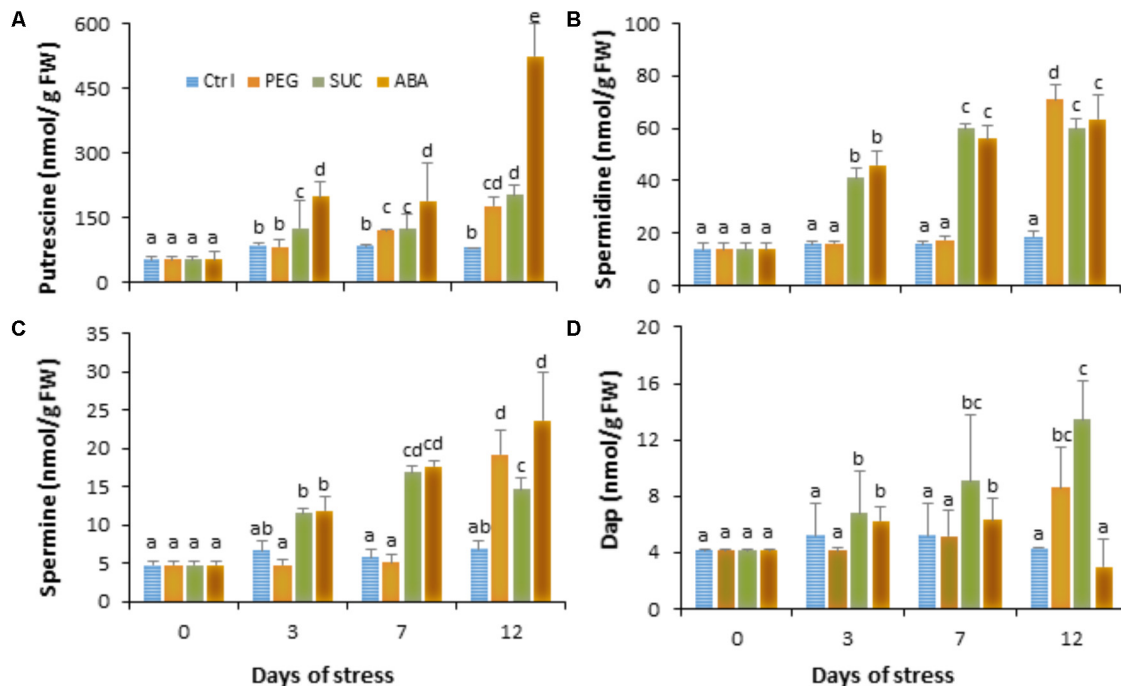 A
Putrescine (nmol/g FW)
600
450
300
150
0
Ctrl PEG SUC ABA
a a a a
b b c d
b c c d
b cd d e
B
Spermidine (nmol/g FW)
100
80
60
40
20
0
a a a a
a a b b
a a c c
a d c c
C
Spermine (nmol/g FW)
35
30
25
20
15
10
5
0
a a a a
ab a b b
a a cd cd
ab d c d
0 3 7 12
Days of stress
D
Dap (nmol/g FW)
20
16
12
8
4
0
a a a a
a a b b
a a bc b
a bc c a
0 3 7 12
Days of stress